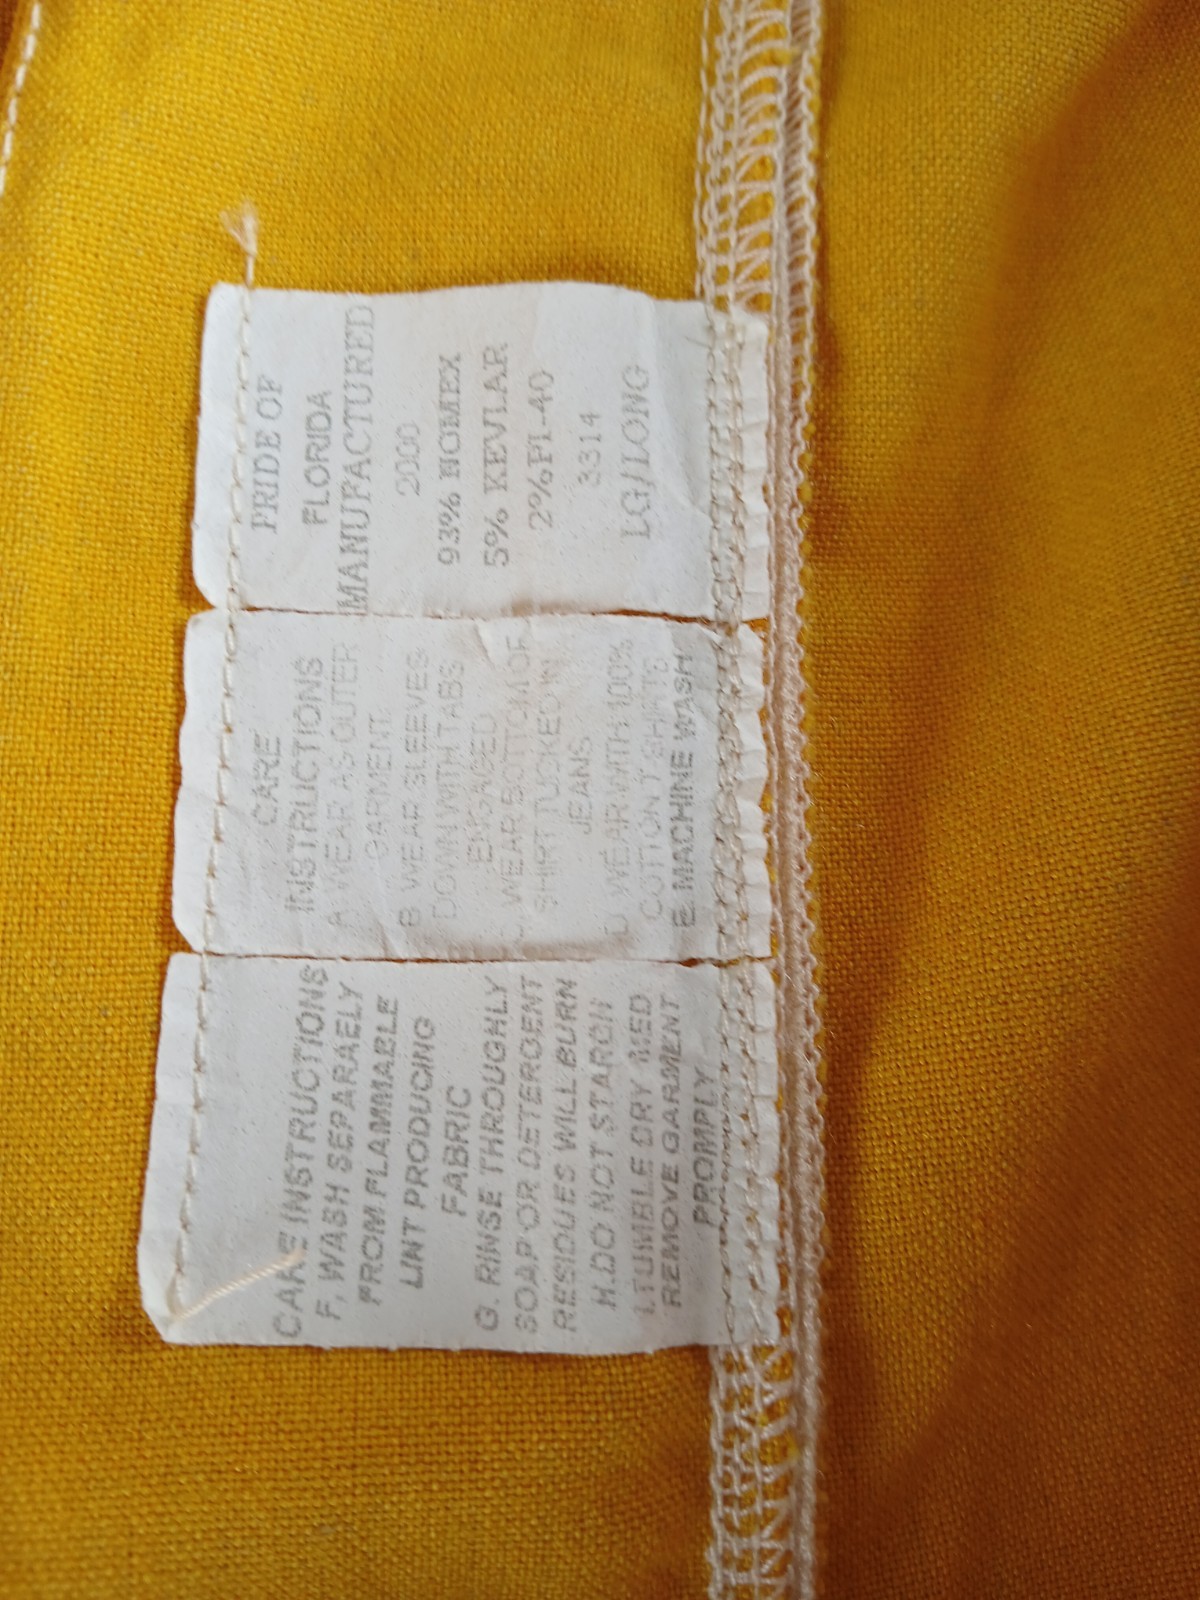 PRIDE OF
FLORIDA
MANUFACTURED
2000
93% NOMEX
5% KEVLAR
2%FI-40
3314
LG/LONG
CARE
INSTRUCTIONS
A WEAR AS OUTER
GARMENT
B WEAR SLEEVES
DOWN WITH TABS
ENGAGED
WEAR BOTTOM OF
SHIRT TUCKED IN
JEANS
D WEAR WITH 100%
COTTON T SHIRTS
E. MACHINE WASH
CARE INSTRUCTIONS
F, WASH SEPARAELY
FROM FLAMMABLE
LINT PRODUCING
FABRIC
G. RINSE THROUGNLY
SOAP OR DETERGENT
RESIDUES WILL BURN
H.DO NOT STARCH
I.TUMBLE DRY MED
REMOVE GARMENT
PROMPLY